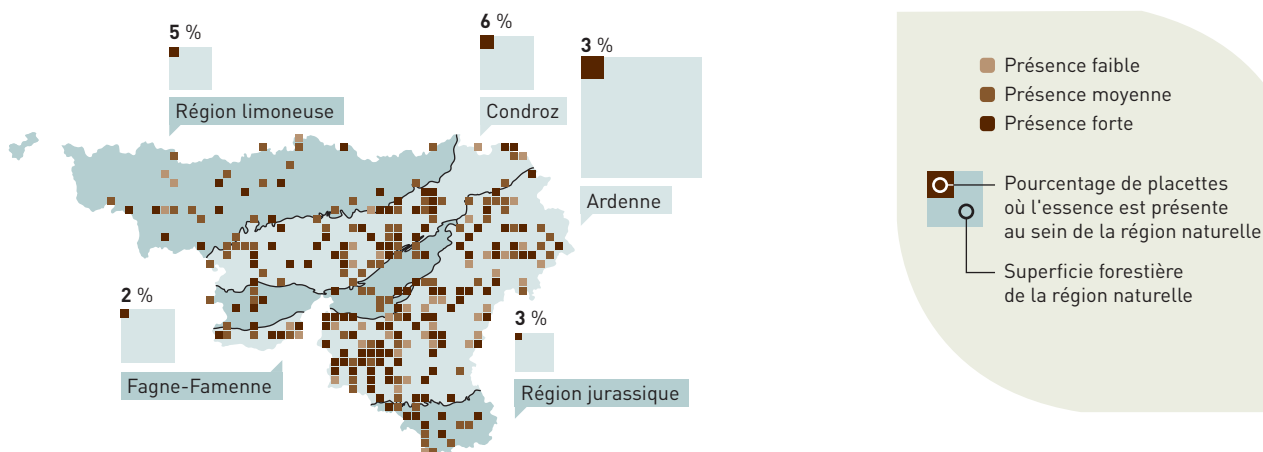 5 %
Région limoneuse
6 %
Condroz
3 %
Ardenne
2 %
Fagne-Famenne
3 %
Région jurassique
Présence faible
Présence moyenne
Présence forte
Pourcentage de placettes
où l'essence est présente
au sein de la région naturelle
Superficie forestière
de la région naturelle